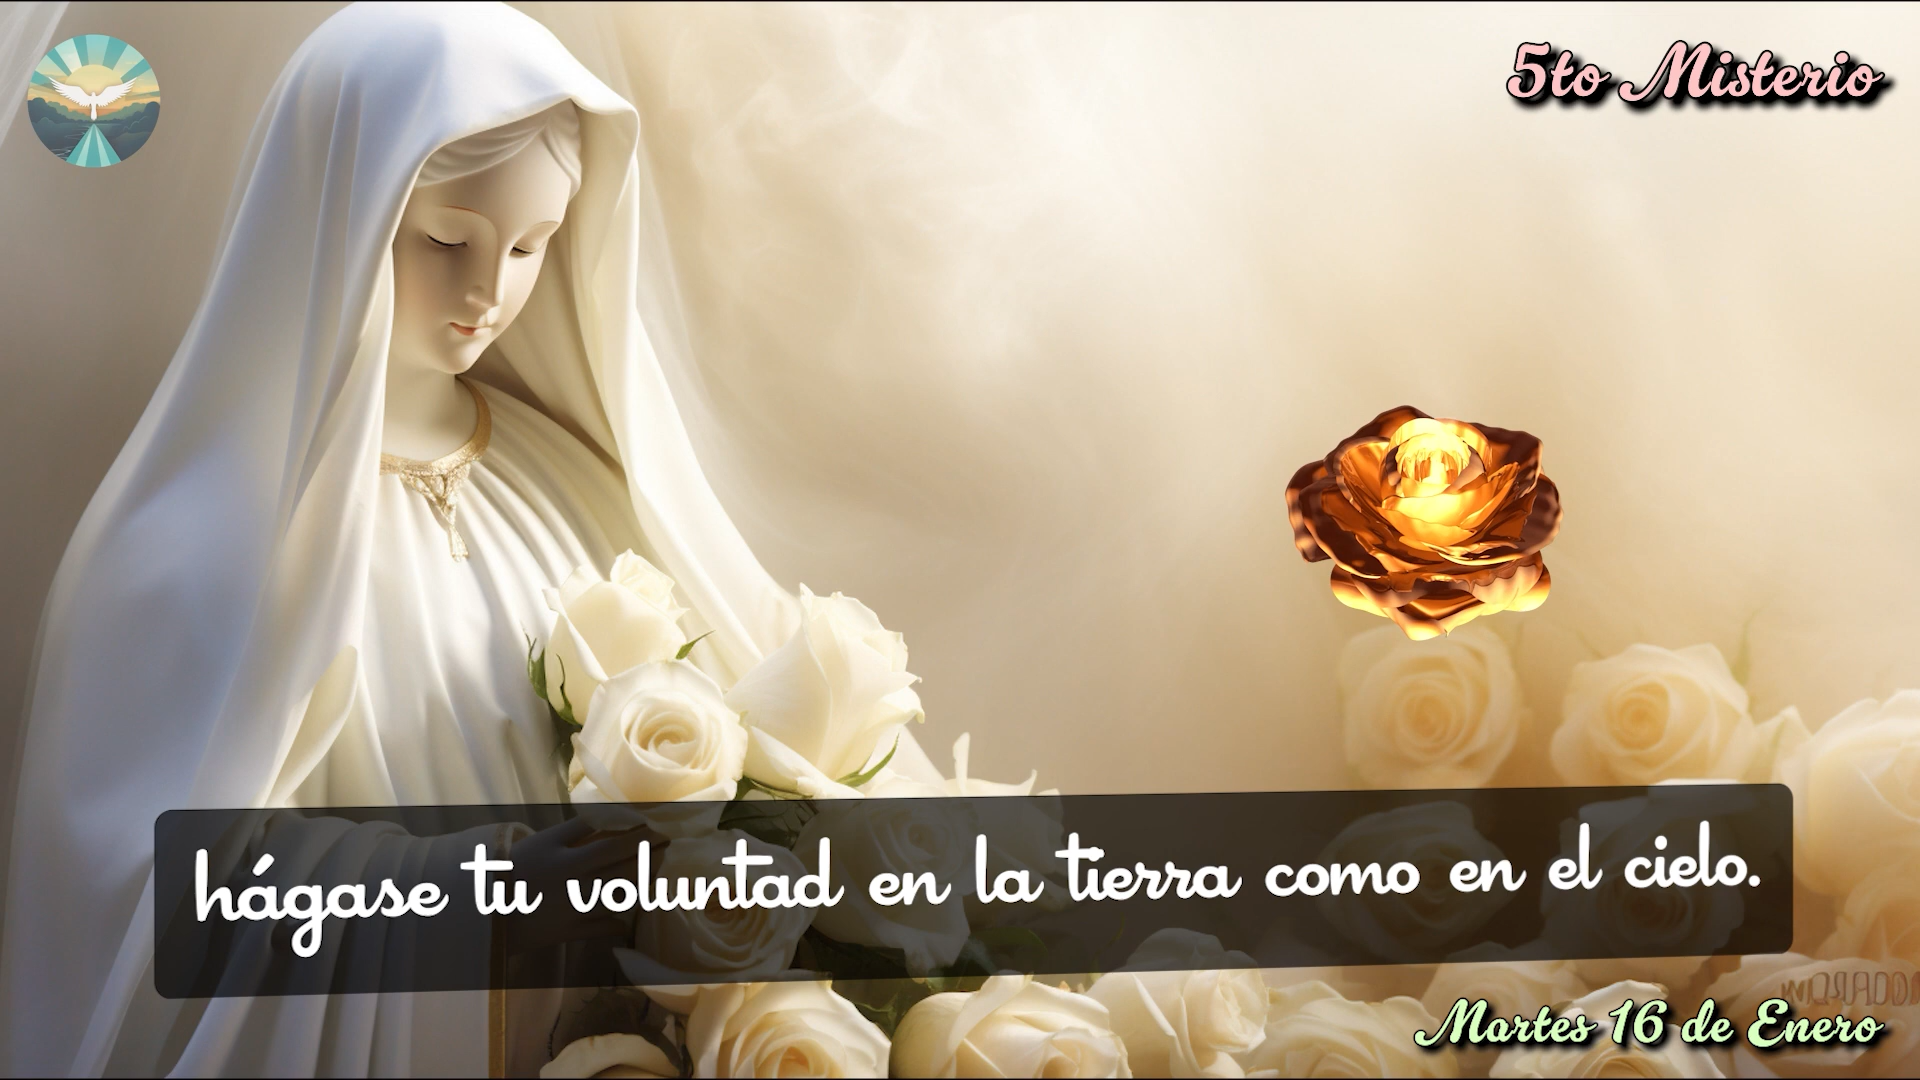 5to Misterio
hágase tu voluntad en la tierra como en el cielo.
Martes 16 de Enero